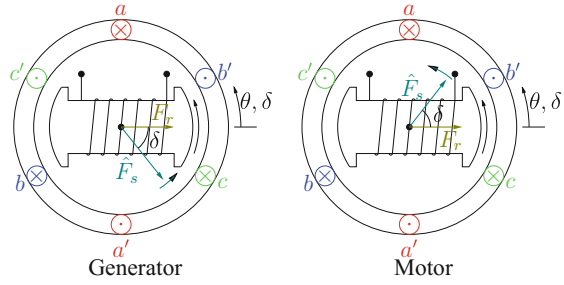 a
c′
b′
F_r
δ
F̂_s
b
c
a′
θ, δ
Generator
a
b′
F̂_s
δ
F_r
b
c
a′
θ, δ
c′
Motor